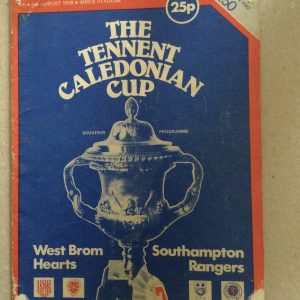 AUGUST 1978 • IBROX STADIUM
25p
THE
TENNENT
CALEDONIAN
CUP
SOUVENIR PROGRAMME
West Brom
Hearts
Southampton
Rangers